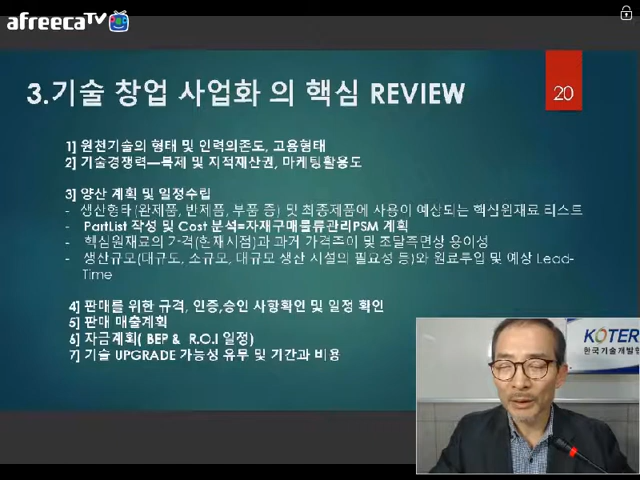 afreecaTV
3.기술 창업 사업화 의 핵심 REVIEW
20
1] 원천기술의 형태 및 인력의존도, 고용형태
2] 기술경쟁력—복제 및 지적재산권, 마케팅활용도
3] 양산 계획 및 일정수립
- 생산형태(완제품, 반제품, 부품 등) 및 최종제품에 사용이 예상되는 핵심원재료 리스트
- PartList 작성 및 Cost 분석=자재구매물류관리PSM 계획
- 핵심원재료의 가격(현재시점)과 과거 가격추이 및 조달측면상 용이성
- 생산규모(대규모, 소규모, 대규모 생산 시설의 필요성 등)와 원료투입 및 예상 Lead-
Time
4] 판매를 위한 규격, 인증,승인 사항확인 및 일정 확인
5] 판매 매출계획
6] 자금계획( BEP & R.O.I 일정)
7] 기술 UPGRADE 가능성 유무 및 기간과 비용
KOTER
한국기술개발협